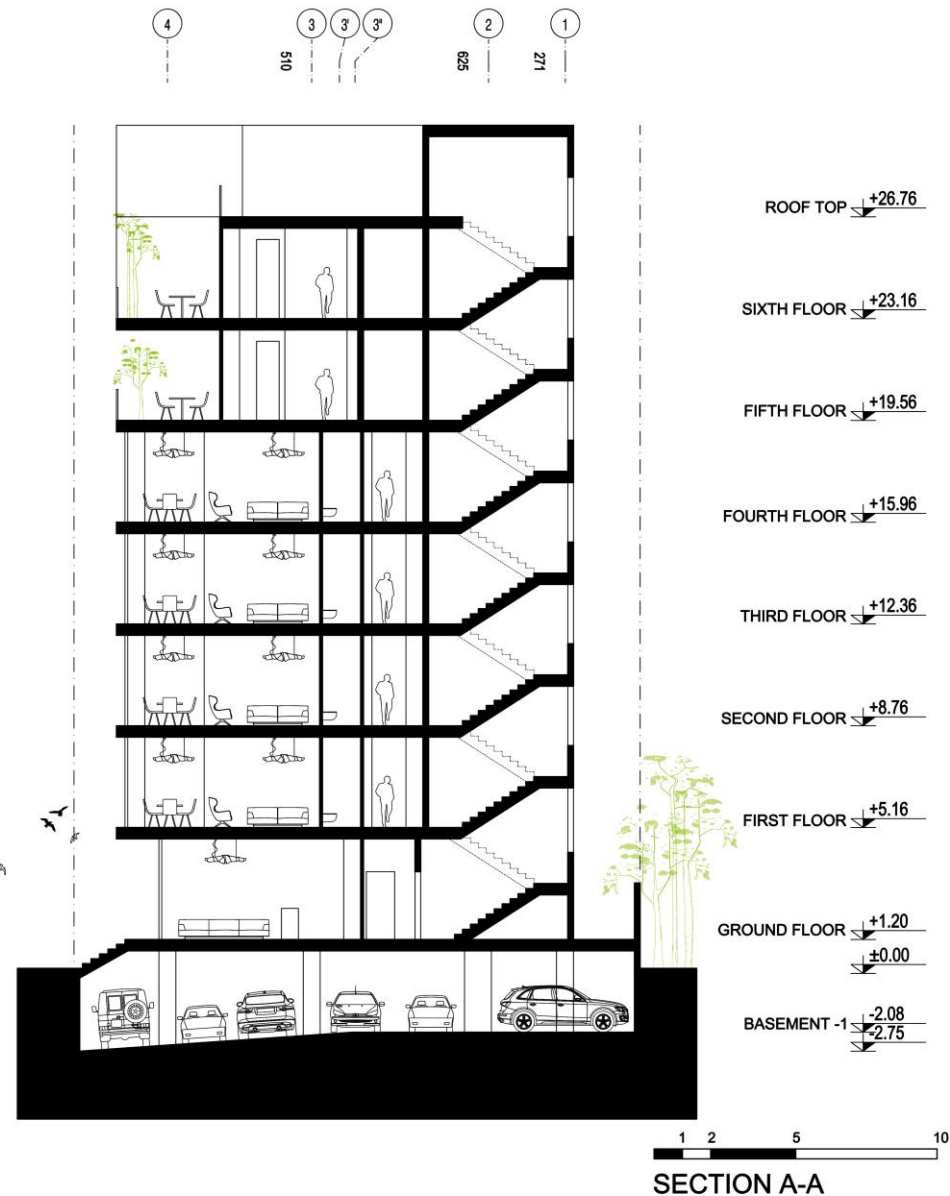 4
3
3'
3"
2
1
510
625
271
ROOF TOP +26.76
SIXTH FLOOR +23.16
FIFTH FLOOR +19.56
FOURTH FLOOR +15.96
THIRD FLOOR +12.36
SECOND FLOOR +8.76
FIRST FLOOR +5.16
GROUND FLOOR +1.20
±0.00
BASEMENT -1 -2.08
-2.75
1 2 5 10
SECTION A-A